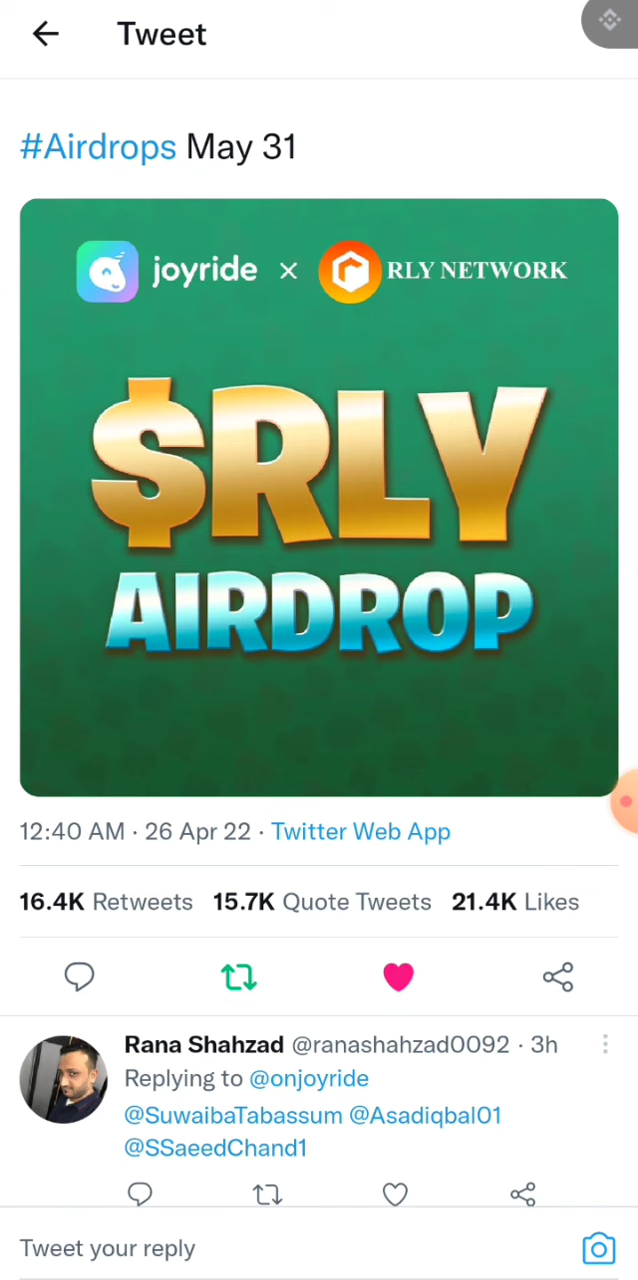 Tweet
#Airdrops May 31
joyride × RLY NETWORK
$RLY
AIRDROP
12:40 AM · 26 Apr 22 · Twitter Web App
16.4K Retweets 15.7K Quote Tweets 21.4K Likes
Rana Shahzad @ranashahzad0092 · 3h
Replying to @onjoyride
@SuwaibaTabassum @Asadiqbal01
@SSaeedChand1
Tweet your reply